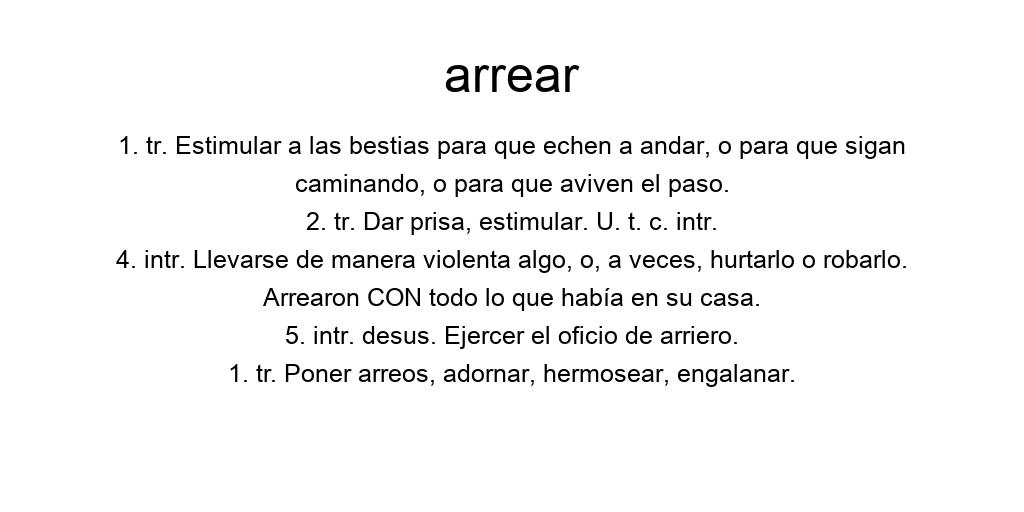 arrear
1. tr. Estimular a las bestias para que echen a andar, o para que sigan
caminando, o para que aviven el paso.
2. tr. Dar prisa, estimular. U. t. c. intr.
4. intr. Llevarse de manera violenta algo, o, a veces, hurtarlo o robarlo.
Arrearon CON todo lo que había en su casa.
5. intr. desus. Ejercer el oficio de arriero.
1. tr. Poner arreos, adornar, hermosear, engalanar.